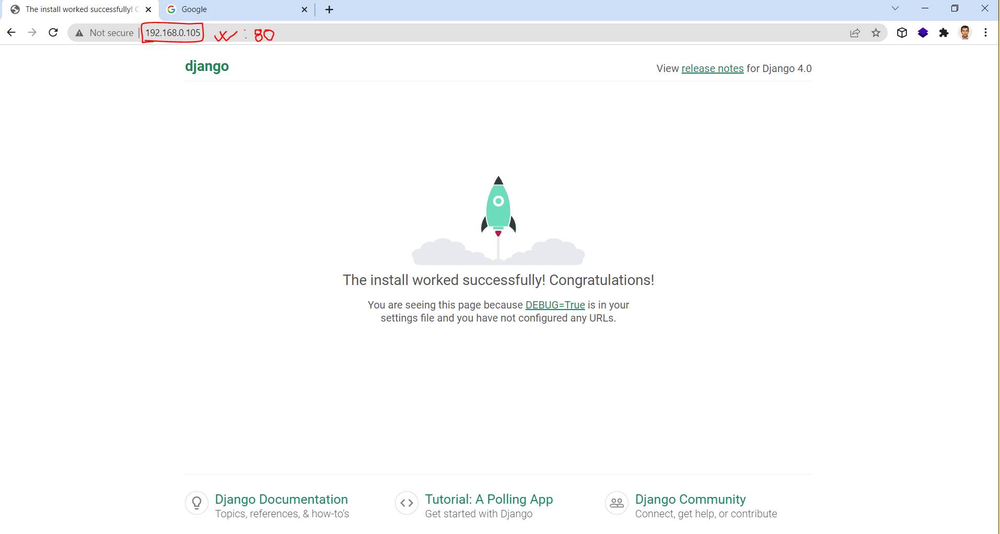 The install worked successfully! C
Google
Not secure
192.168.0.105
: 80
django
View release notes for Django 4.0
The install worked successfully! Congratulations!
You are seeing this page because DEBUG=True is in your
settings file and you have not configured any URLs.
Django Documentation
Topics, references, & how-to’s
Tutorial: A Polling App
Get started with Django
Django Community
Connect, get help, or contribute